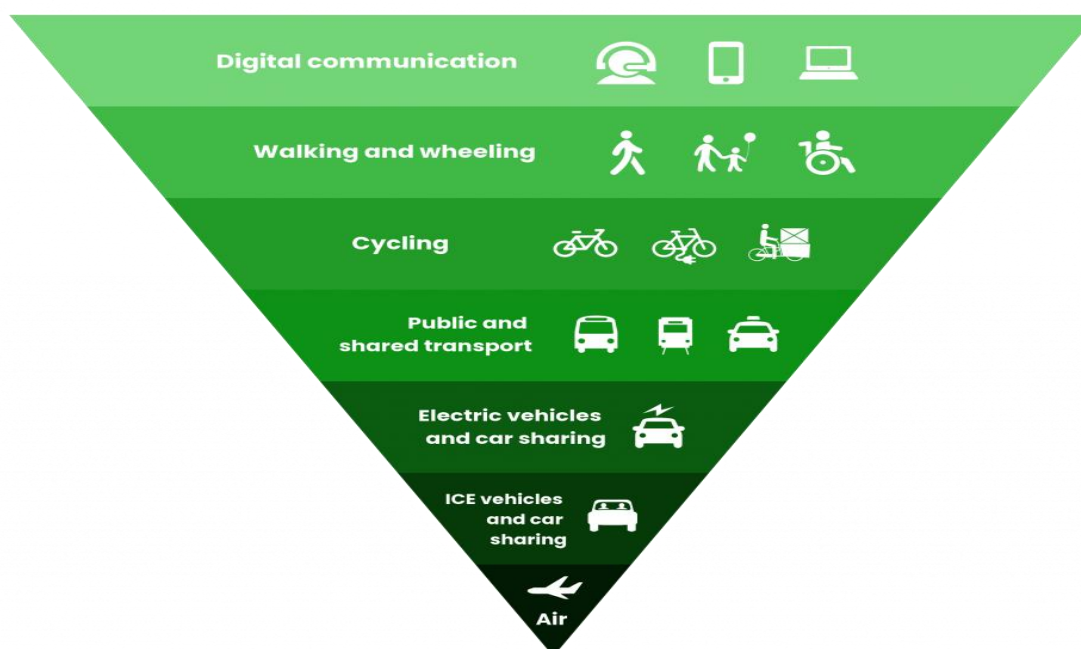 Digital communication
Walking and wheeling
Cycling
Public and
shared transport
Electric vehicles
and car sharing
ICE vehicles
and car
sharing
Air